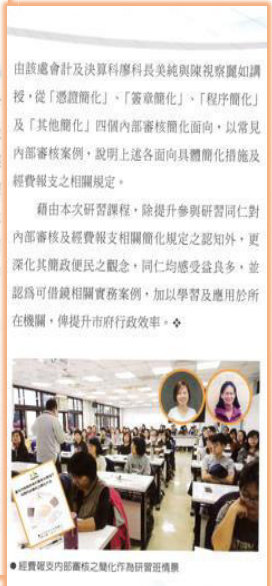 由該處會計及決算科廖科長美純與陳視察麗如講
授，從「憑證簡化」、「簽章簡化」、「程序簡化」
及「其他簡化」四個內部審核簡化面向，以常見
內部審核案例，說明上述各面向具體簡化措施及
經費報支之相關規定。
藉由本次研習課程，除提升參與研習同仁對
內部審核及經費報支相關簡化規定之認知外，更
深化其簡政便民之觀念，同仁均感受益良多，並
認為可借鏡相關實務案例，加以學習及應用於所
在機關，俾提升市府行政效率。❖
●經費報支內部審核之簡化作為研習班情景